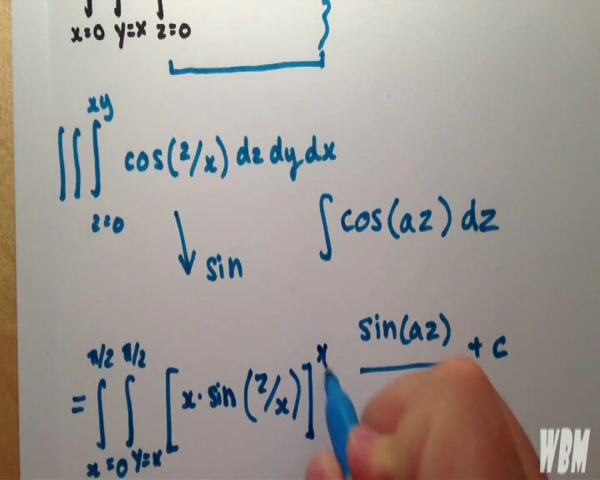 x=0 y=x z=0
∫∫∫_{z=0}^{xy} cos(z/x) dz dy dx
∫cos(az) dz
↓ sin
sin(az) + c
= ∫_{x=0}^{π/2} ∫_{y=x}^{π/2} [x·sin(z/x)]^x
WBM